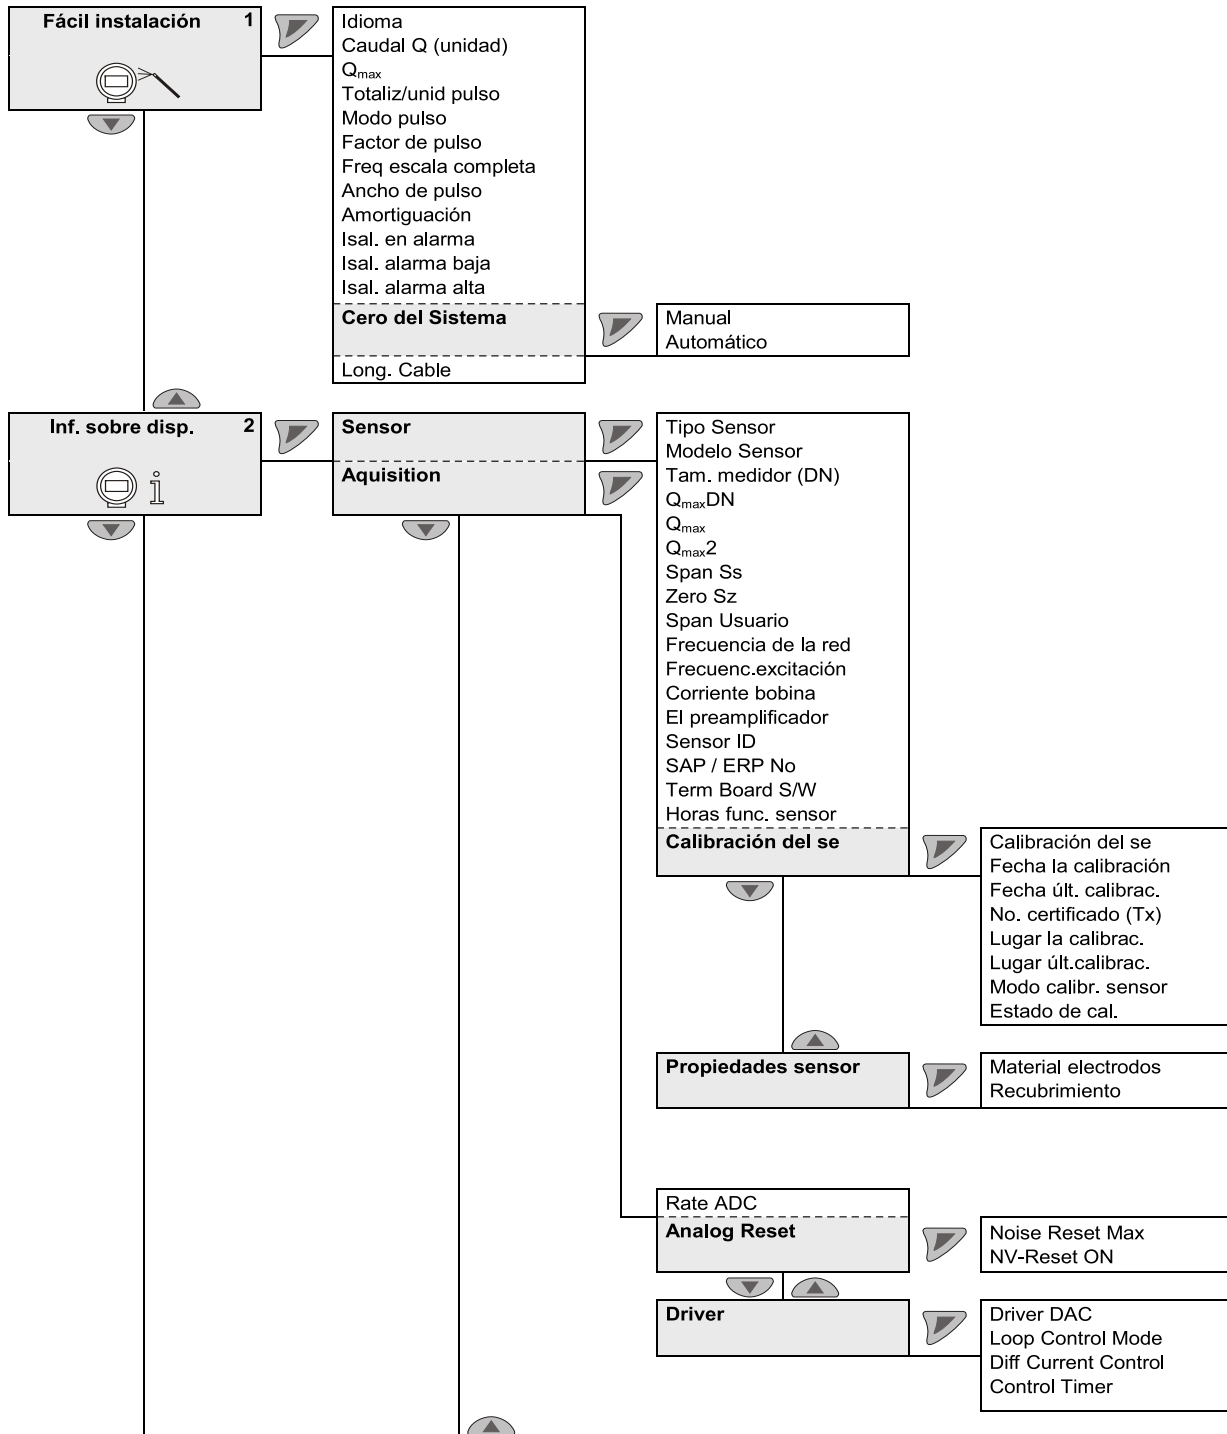 Fácil instalación 1
Idioma
Caudal Q (unidad)
Qmax
Totaliz/unid pulso
Modo pulso
Factor de pulso
Freq escala completa
Ancho de pulso
Amortiguación
Isal. en alarma
Isal. alarma baja
Isal. alarma alta
Cero del Sistema
Long. Cable
Manual
Automático
Inf. sobre disp. 2
Sensor
Aquisition
Tipo Sensor
Modelo Sensor
Tam. medidor (DN)
QmaxDN
Qmax
Qmax2
Span Ss
Zero Sz
Span Usuario
Frecuencia de la red
Frecuenc.excitación
Corriente bobina
El preamplificador
Sensor ID
SAP / ERP No
Term Board S/W
Horas func. sensor
Calibración del se
Calibración del se
Fecha la calibración
Fecha últ. calibrac.
No. certificado (Tx)
Lugar la calibrac.
Lugar últ.calibrac.
Modo calibr. sensor
Estado de cal.
Propiedades sensor
Material electrodos
Recubrimiento
Rate ADC
Analog Reset
Noise Reset Max
NV-Reset ON
Driver
Driver DAC
Loop Control Mode
Diff Current Control
Control Timer